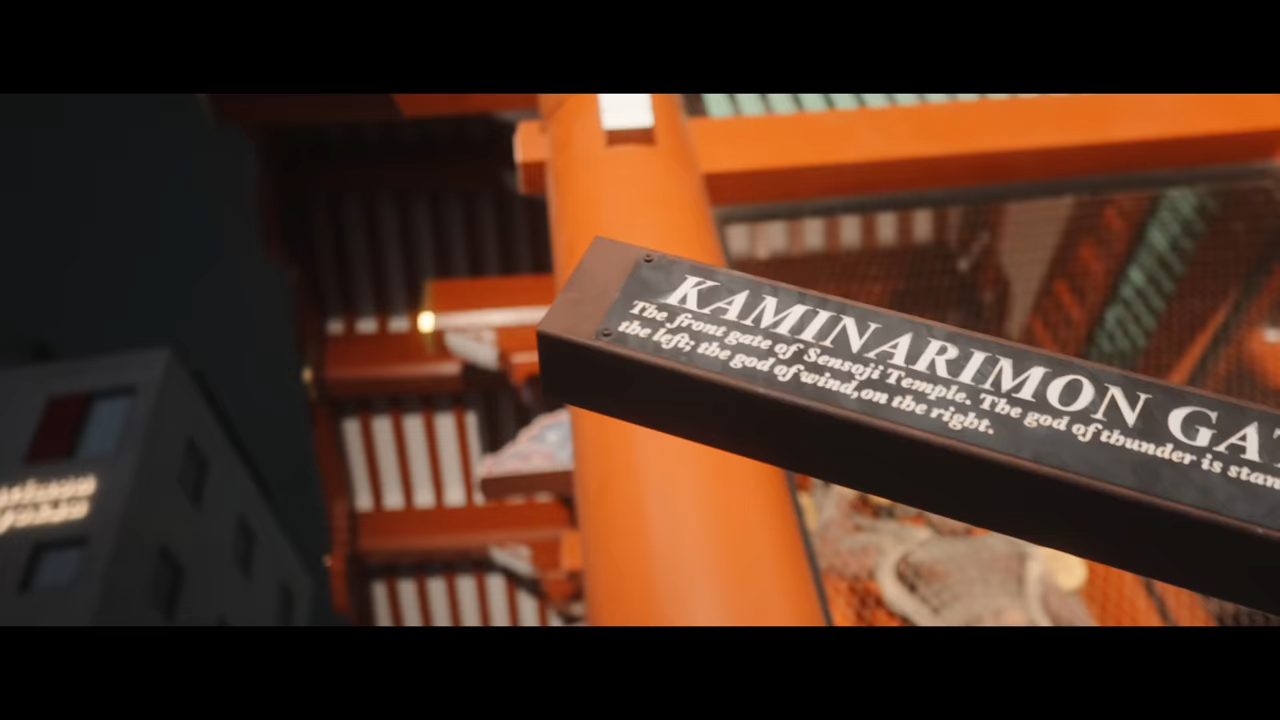 KAMINARIMON GA
The front gate of Sensoji Temple. The god of thunder is stan
the left; the god of wind,on the right.